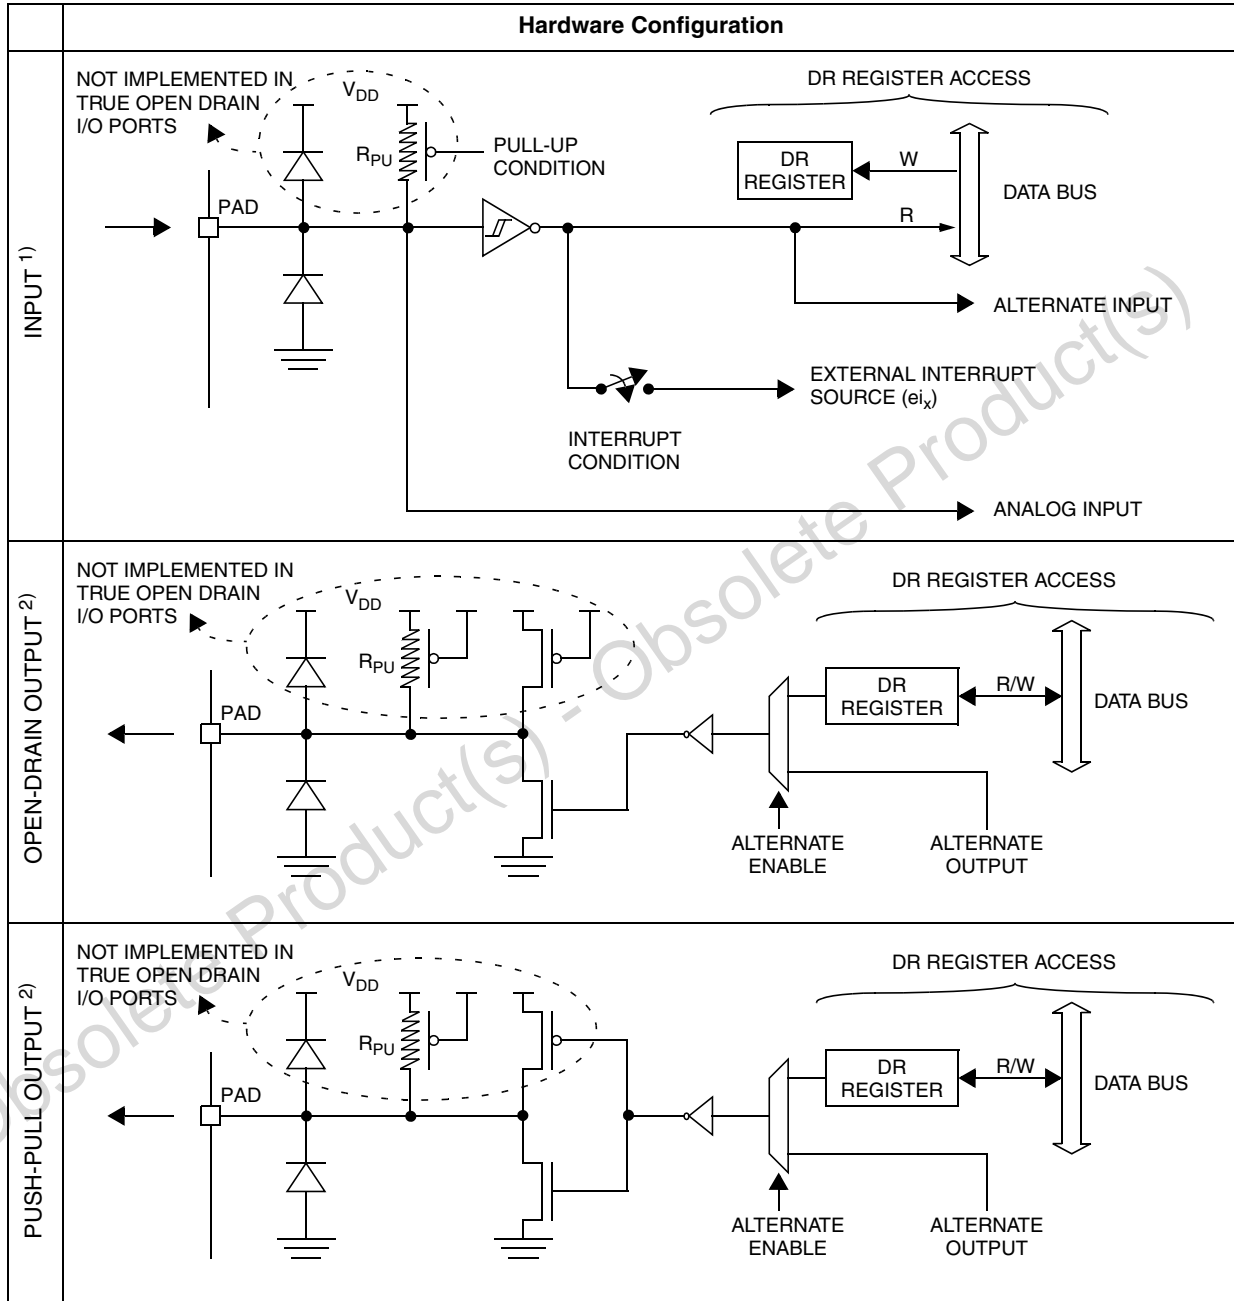 Hardware Configuration
INPUT 1)
NOT IMPLEMENTED IN
TRUE OPEN DRAIN
I/O PORTS
VDD
RPU
PULL-UP
CONDITION
PAD
DR REGISTER ACCESS
DR
REGISTER
W
R
DATA BUS
ALTERNATE INPUT
EXTERNAL INTERRUPT
SOURCE (eix)
INTERRUPT
CONDITION
ANALOG INPUT
OPEN-DRAIN OUTPUT 2)
NOT IMPLEMENTED IN
TRUE OPEN DRAIN
I/O PORTS
VDD
RPU
PAD
DR REGISTER ACCESS
DR
REGISTER
R/W
DATA BUS
ALTERNATE
ENABLE
ALTERNATE
OUTPUT
PUSH-PULL OUTPUT 2)
NOT IMPLEMENTED IN
TRUE OPEN DRAIN
I/O PORTS
VDD
RPU
PAD
DR REGISTER ACCESS
DR
REGISTER
R/W
DATA BUS
ALTERNATE
ENABLE
ALTERNATE
OUTPUT
Obsolete Product(s) - Obsolete Product(s)